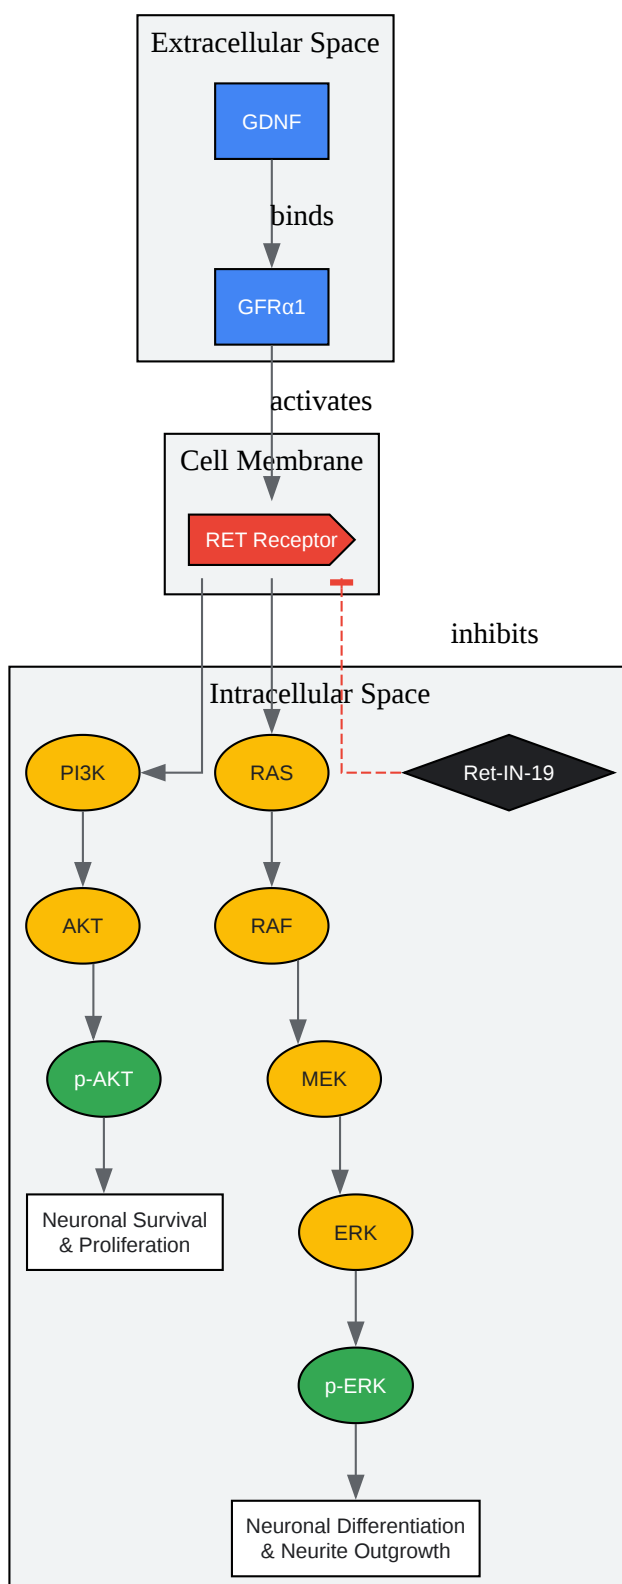 Extracellular Space
GDNF
binds
GFRα1
activates
Cell Membrane
RET Receptor
inhibits
Intracellular Space
PI3K
RAS
Ret-IN-19
AKT
RAF
p-AKT
MEK
Neuronal Survival
& Proliferation
ERK
p-ERK
Neuronal Differentiation
& Neurite Outgrowth